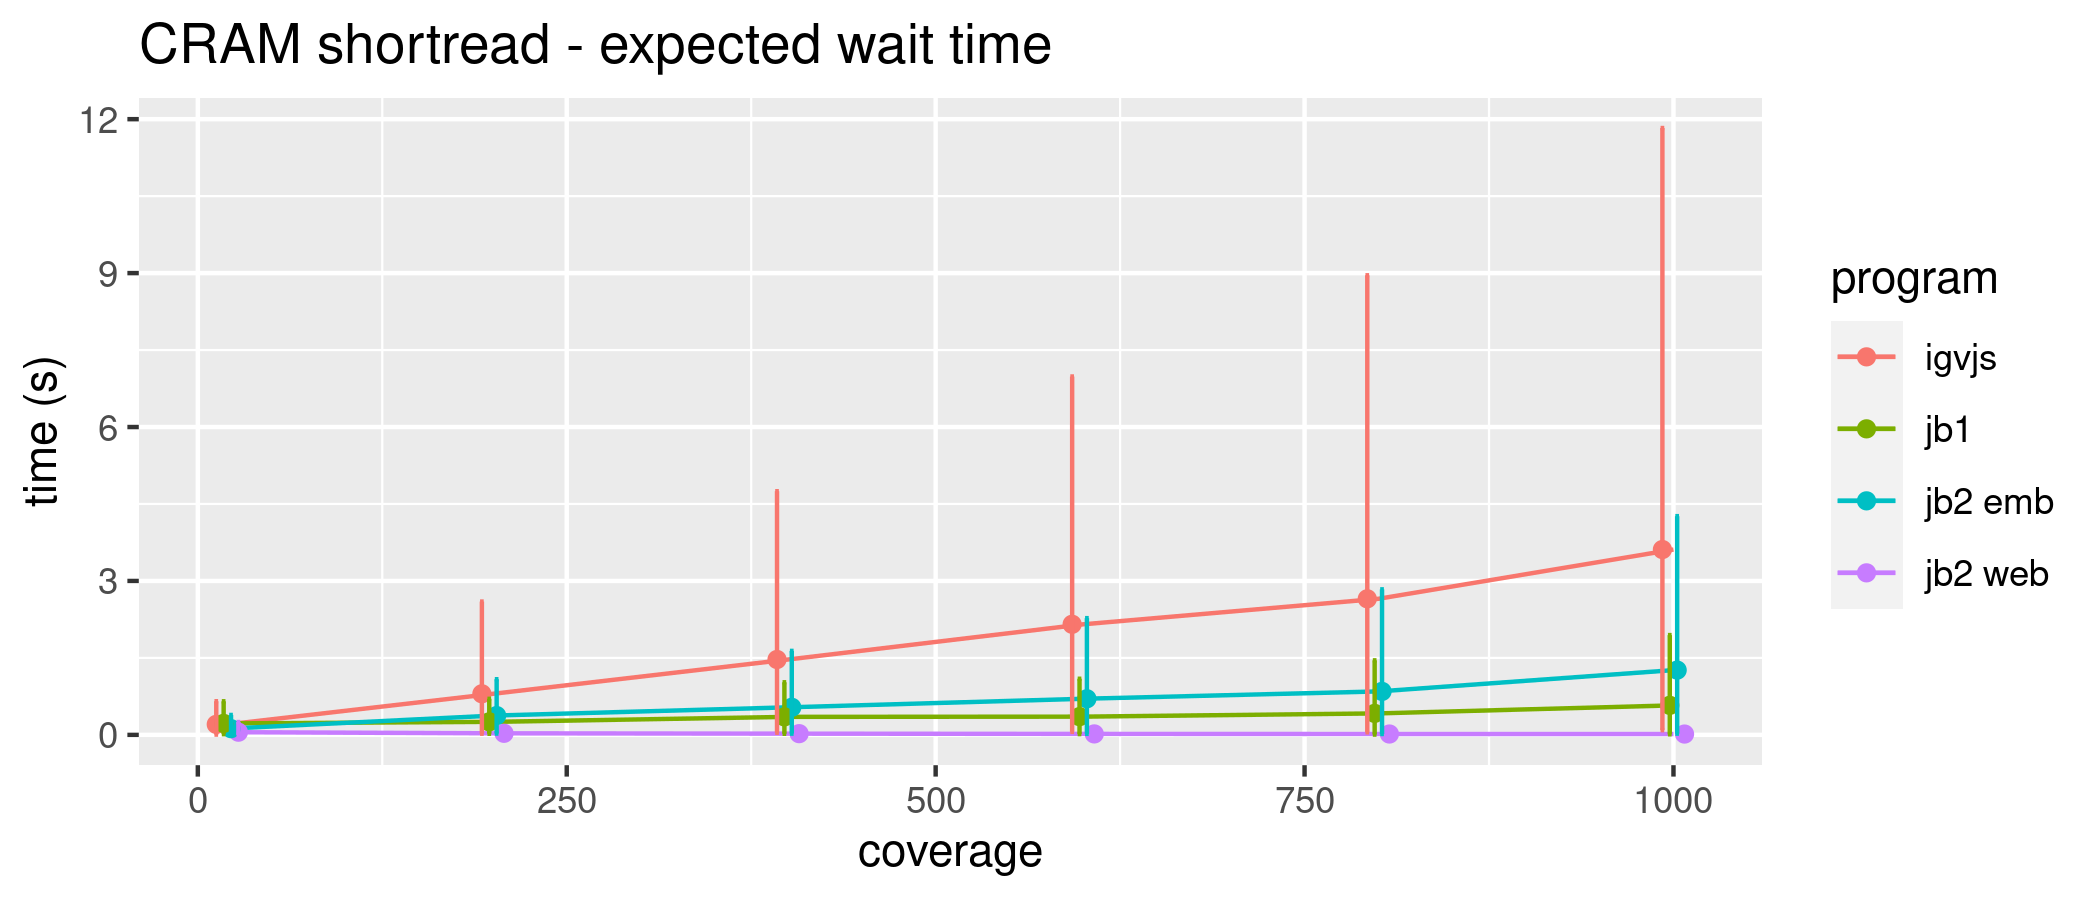 CRAM shortread - expected wait time
12
9
6
3
0
time (s)
0 250 500 750 1000
coverage
program
igvjs
jb1
jb2 emb
jb2 web